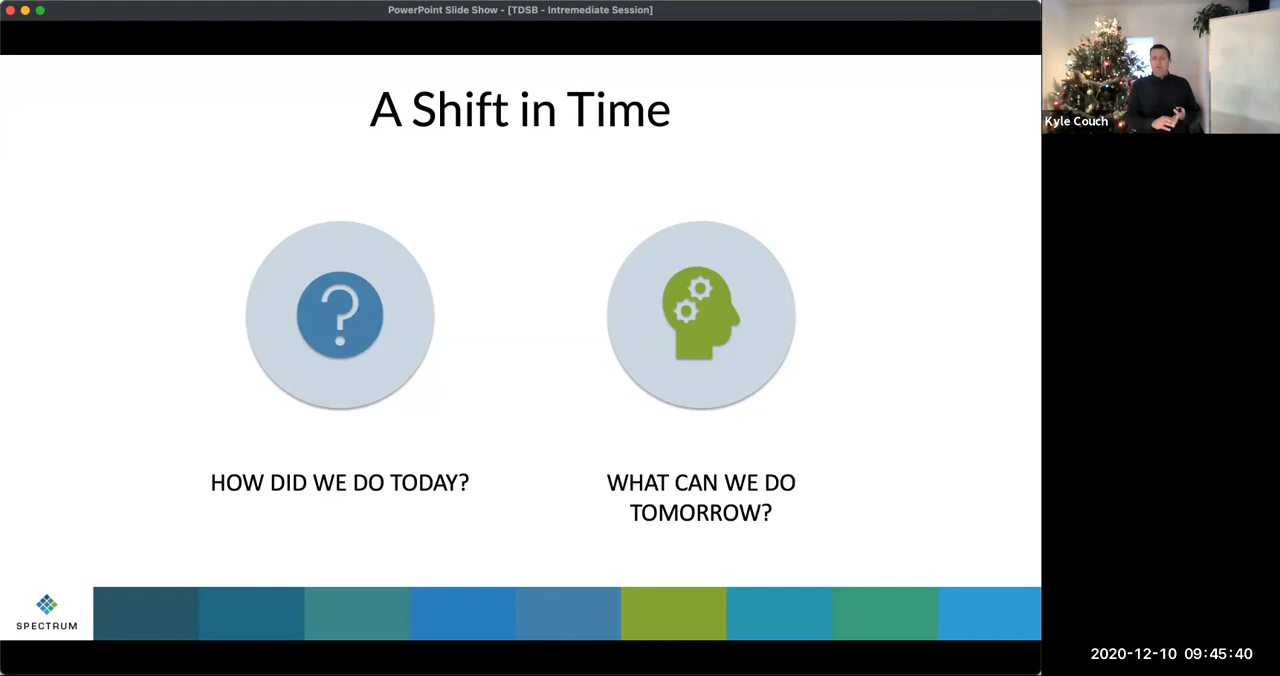 PowerPoint Slide Show - [TDSB - Intremediate Session]
A Shift in Time
?
HOW DID WE DO TODAY?
WHAT CAN WE DO
TOMORROW?
SPECTRUM
Kyle Couch
2020-12-10 09:45:40